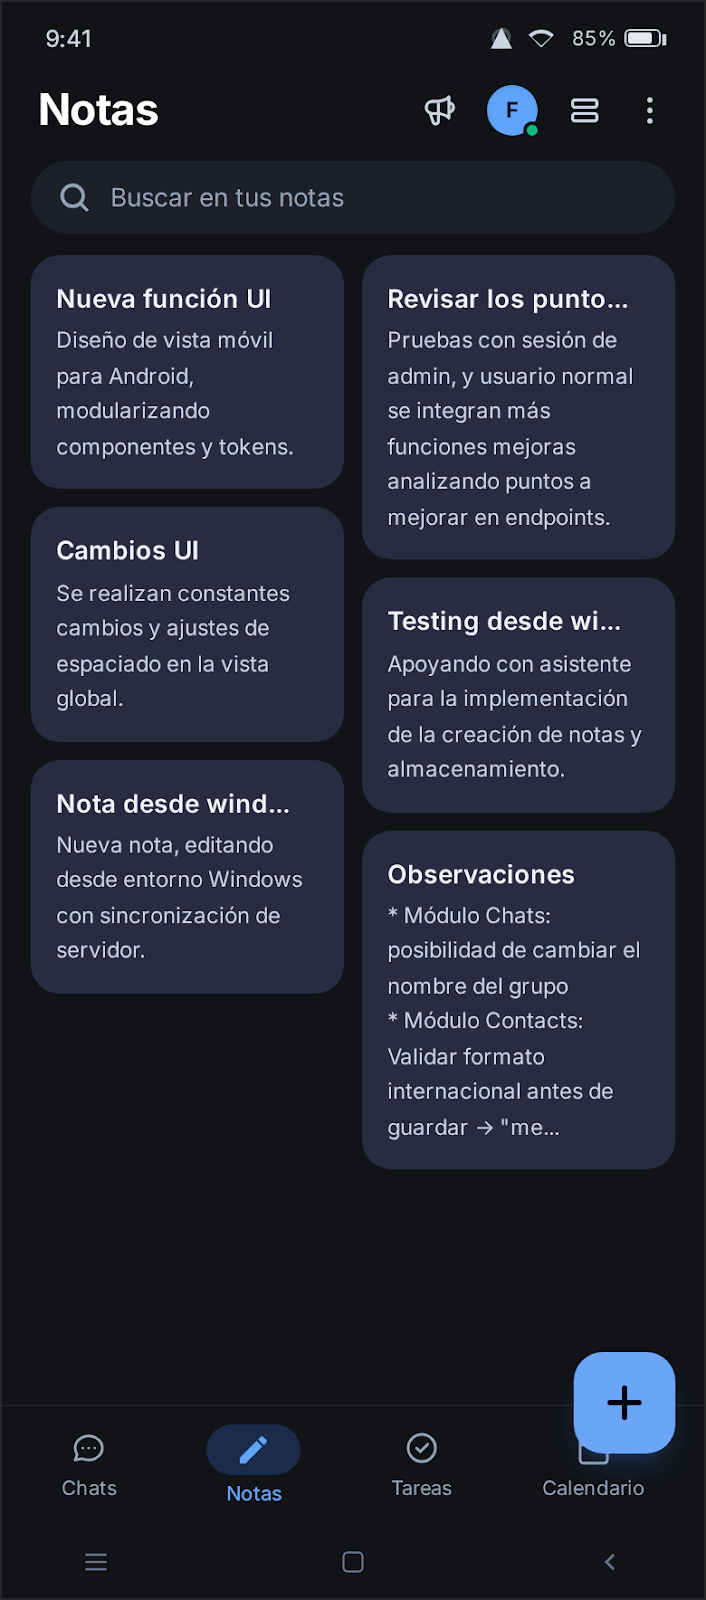 9:41
85%
Notas
F
Buscar en tus notas
Nueva función UI
Diseño de vista móvil
para Android,
modularizando
componentes y tokens.
Cambios UI
Se realizan constantes
cambios y ajustes de
espaciado en la vista
global.
Nota desde wind...
Nueva nota, editando
desde entorno Windows
con sincronización de
servidor.
Revisar los punto...
Pruebas con sesión de
admin, y usuario normal
se integran más
funciones mejoras
analizando puntos a
mejorar en endpoints.
Testing desde wi...
Apoyando con asistente
para la implementación
de la creación de notas y
almacenamiento.
Observaciones
* Módulo Chats:
posibilidad de cambiar el
nombre del grupo
* Módulo Contacts:
Validar formato
internacional antes de
guardar → "me...
Chats
Notas
Tareas
Calendario